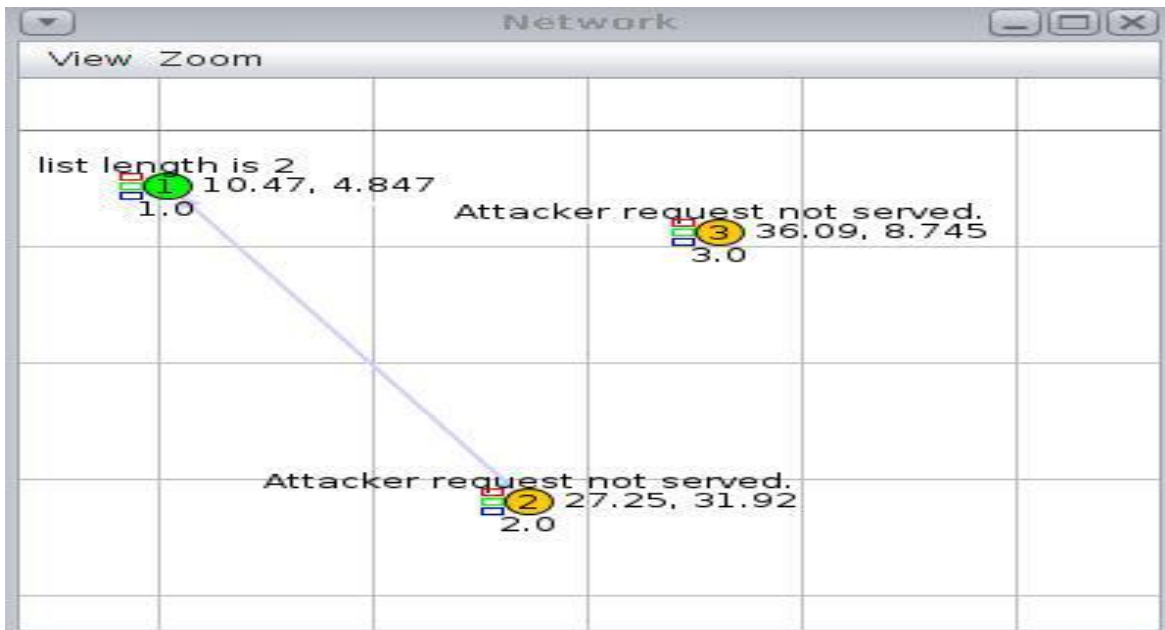 Network
View Zoom
list length is 2
1 10.47, 4.847
1.0
Attacker request not served.
3 36.09, 8.745
3.0
Attacker request not served.
2 27.25, 31.92
2.0